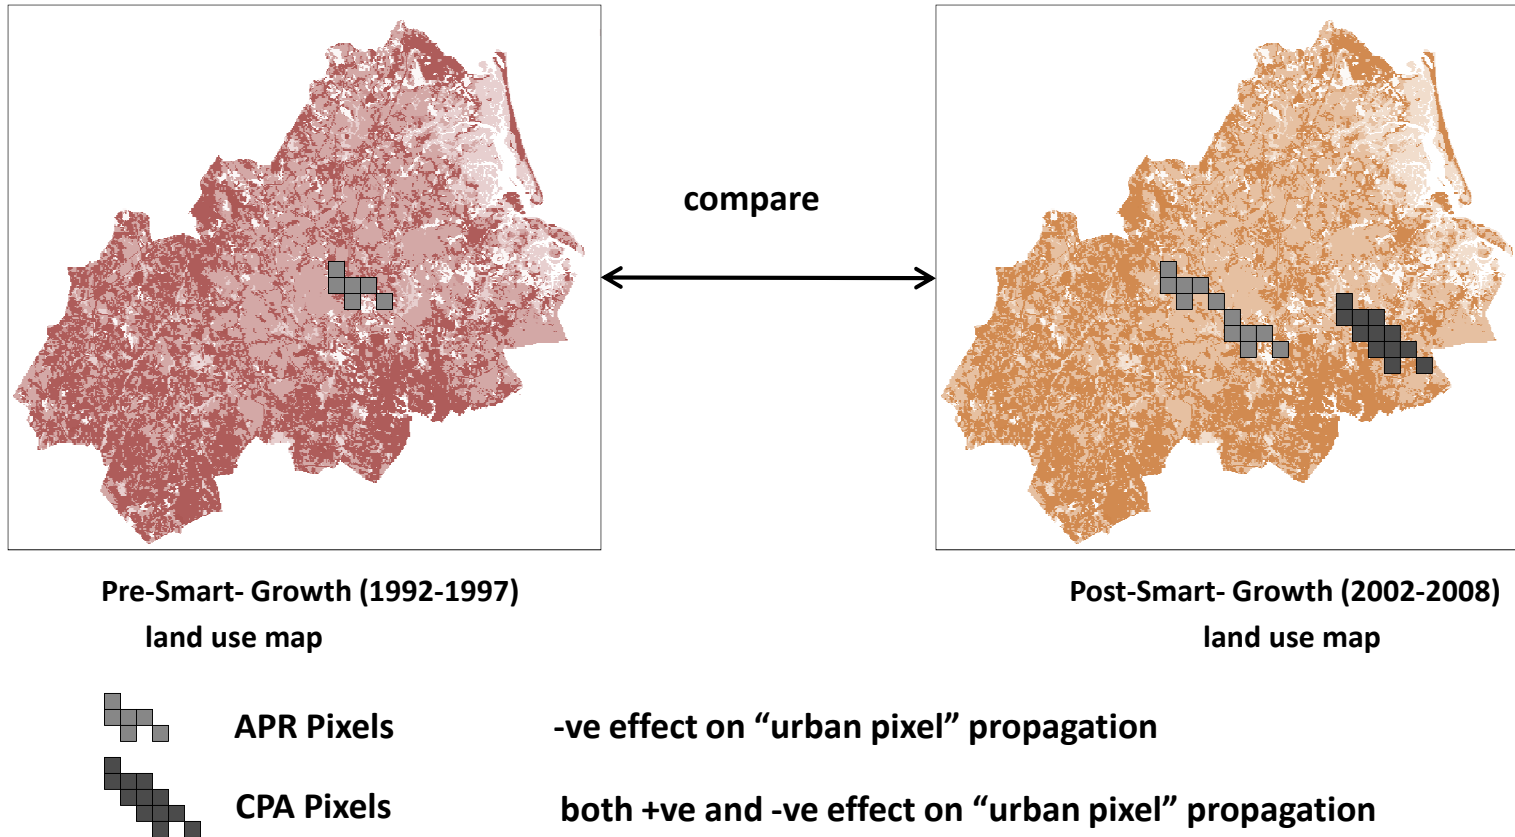 compare
Pre-Smart- Growth (1992-1997)
land use map
Post-Smart- Growth (2002-2008)
land use map
APR Pixels
-ve effect on “urban pixel” propagation
CPA Pixels
both +ve and -ve effect on “urban pixel” propagation